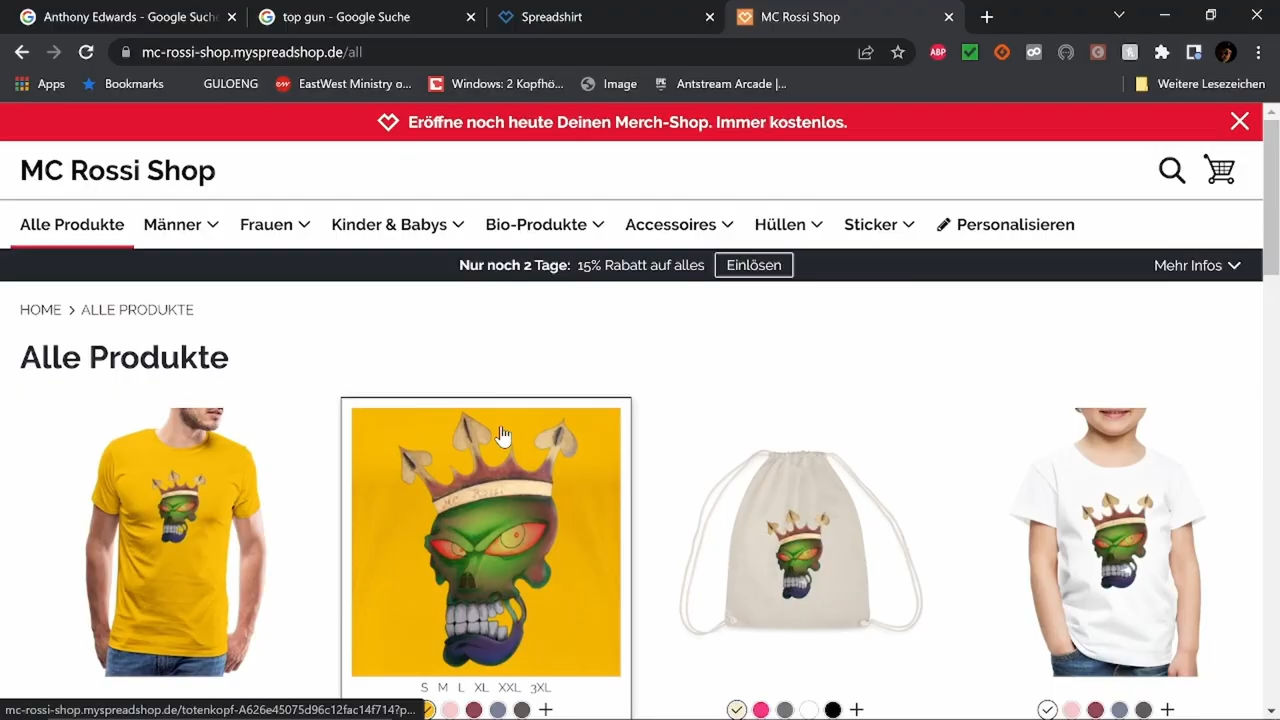 Anthony Edwards - Google Suche
top gun - Google Suche
Spreadshirt
MC Rossi Shop
mc-rossi-shop.myspreadshop.de/all
ABP
Apps
Bookmarks
GULOENG
EastWest Ministry o...
Windows: 2 Kopfhö...
Image
Antstream Arcade |...
Weitere Lesezeichen
Eröffne noch heute Deinen Merch-Shop. Immer kostenlos.
MC Rossi Shop
Alle Produkte Männer Frauen Kinder & Babys Bio-Produkte Accessoires Hüllen Sticker Personalisieren
Nur noch 2 Tage: 15% Rabatt auf alles Einlösen Mehr Infos
HOME > ALLE PRODUKTE
Alle Produkte
Mc Rossi
S M L XL XXL 3XL
mc-rossi-shop.myspreadshop.de/totenkopf-A626e45075d96c12fac14f714?p...